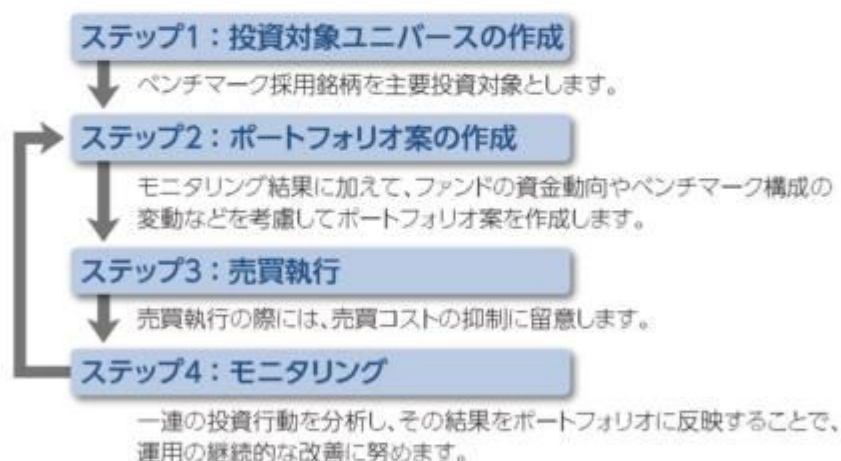 ステップ1：投資対象ユニバースの作成
ベンチマーク採用銘柄を主要投資対象とします。
ステップ2：ポートフォリオ案の作成
モニタリング結果に加えて、ファンドの資金動向やベンチマーク構成の
変動などを考慮してポートフォリオ案を作成します。
ステップ3：売買執行
売買執行の際には、売買コストの抑制に留意します。
ステップ4：モニタリング
一連の投資行動を分析し、その結果をポートフォリオに反映することで、
運用の継続的な改善に努めます。